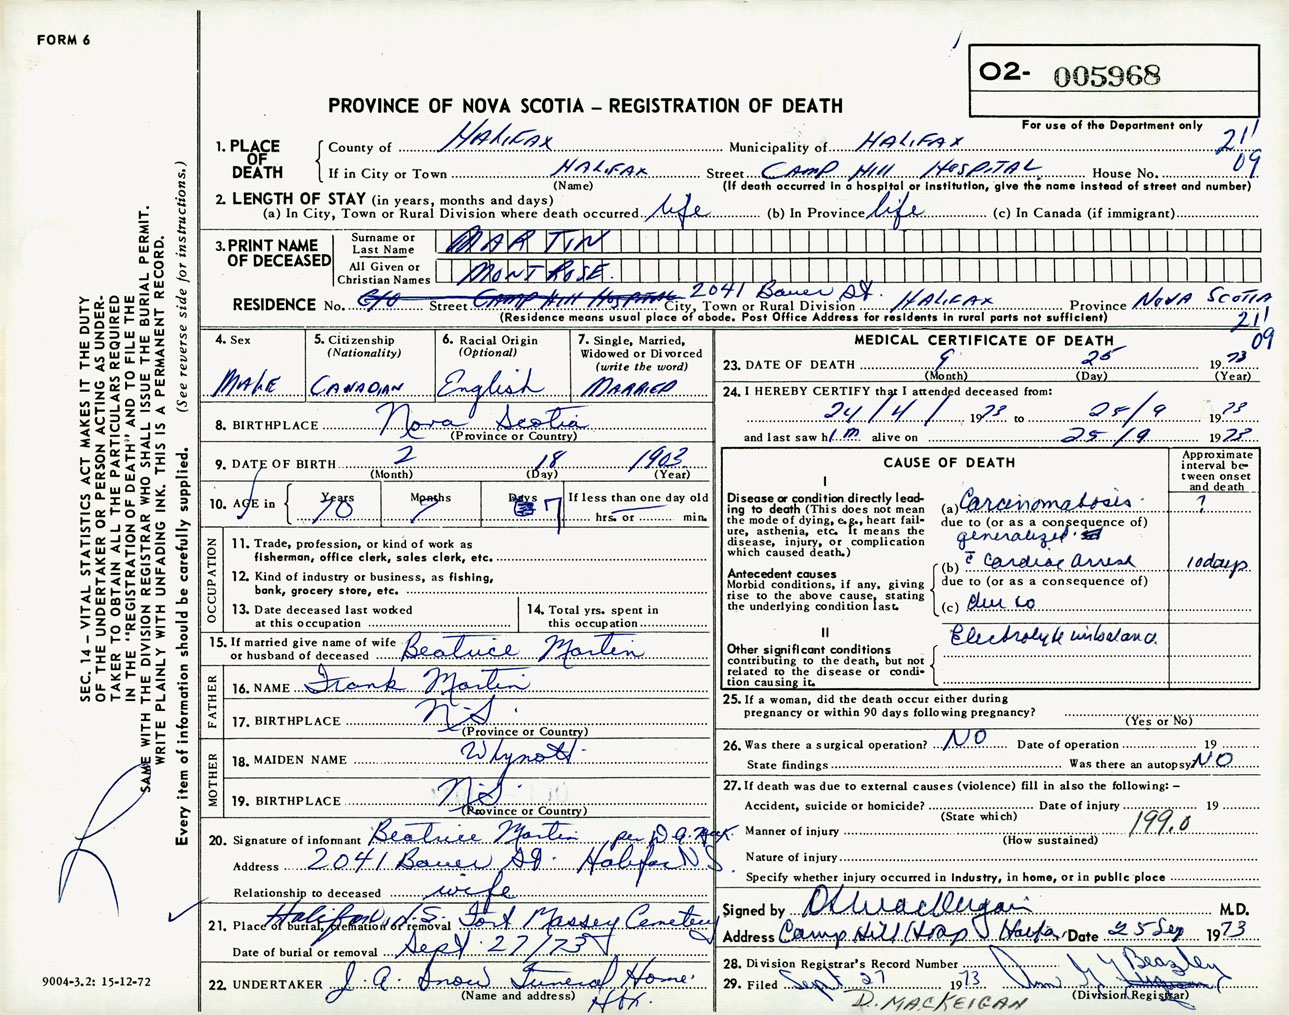 FORM 6
O2- 005968
PROVINCE OF NOVA SCOTIA – REGISTRATION OF DEATH
For use of the Department only
21'
09
1. PLACE OF DEATH
County of HALIFAX Municipality of HALIFAX
If in City or Town HALIFAX Street CAMP HILL HOSPITAL House No.
(Name) (If death occurred in a hospital or institution, give the name instead of street and number)
2. LENGTH OF STAY (in years, months and days)
(a) In City, Town or Rural Division where death occurred life (b) In Province life (c) In Canada (if immigrant)
3. PRINT NAME OF DECEASED
Surname or Last Name MARTIN
All Given or Christian Names MONTROSE.
RESIDENCE No. C/O Street CAMP HILL HOSPITAL 2041 Bauer St. City, Town or Rural Division HALIFAX Province NOVA SCOTIA
(Residence means usual place of abode. Post Office Address for residents in rural parts not sufficient)
21'
09
4. Sex MALE
5. Citizenship (Nationality) CANADIAN
6. Racial Origin (Optional) English
7. Single, Married, Widowed or Divorced (write the word) MARRIED
8. BIRTHPLACE Nova Scotia
(Province or Country)
9. DATE OF BIRTH 2 18 1903
(Month) (Day) (Year)
10. AGE in Years 70 Months 7 Days 7 If less than one day old
hrs. or min.
OCCUPATION
11. Trade, profession, or kind of work as fisherman, office clerk, sales clerk, etc.
12. Kind of industry or business, as fishing, bank, grocery store, etc.
13. Date deceased last worked at this occupation
14. Total yrs. spent in this occupation
15. If married give name of wife or husband of deceased Beatrice Martin
FATHER
16. NAME Frank Martin
17. BIRTHPLACE N.S.
(Province or Country)
MOTHER
18. MAIDEN NAME Whynott
19. BIRTHPLACE N.S.
(Province or Country)
20. Signature of informant Beatrice Martin per D.A. MacK.
Address 2041 Bauer St. Halifax N.S.
Relationship to deceased wife
21. Place of burial, cremation or removal Halifax, N.S. Fort Massey Cemetery
Date of burial or removal Sept. 27/73
22. UNDERTAKER J. A. Snow Funeral Home.
(Name and address) Hfx.
MEDICAL CERTIFICATE OF DEATH
23. DATE OF DEATH 9 25 1973
(Month) (Day) (Year)
24. I HEREBY CERTIFY that I attended deceased from:
24/4/ 1973 to 25/9 1973
and last saw him alive on 25/9 1973
CAUSE OF DEATH
Approximate interval between onset and death
I
Disease or condition directly leading to death (This does not mean the mode of dying, e.g., heart failure, asthenia, etc. It means the disease, injury, or complication which caused death.)
(a) Carcinomatosis ?
due to (or as a consequence of)
generalized
Antecedent causes
Morbid conditions, if any, giving rise to the above cause, stating the underlying condition last.
(b) c̄ Cardiac Arrest 10 days
due to (or as a consequence of)
(c) due to
II
Electrolyte imbalance.
Other significant conditions contributing to the death, but not related to the disease or condition causing it.
25. If a woman, did the death occur either during pregnancy or within 90 days following pregnancy?
(Yes or No)
26. Was there a surgical operation? NO Date of operation 19
State findings Was there an autopsy NO
27. If death was due to external causes (violence) fill in also the following: –
Accident, suicide or homicide? Date of injury 19
(State which)
Manner of injury 199.0
(How sustained)
Nature of injury
Specify whether injury occurred in industry, in home, or in public place
Signed by M.D.
Address Camp Hill Hosp Halifax Date 25 Sep 1973
28. Division Registrar's Record Number
29. Filed Sept 27 1973 Beazley
(Division Registrar)
D. MACKEIGAN
SEC. 14 – VITAL STATISTICS ACT MAKES IT THE DUTY
OF THE UNDERTAKER OR PERSON ACTING AS UNDER-
TAKER TO OBTAIN ALL THE PARTICULARS REQUIRED
IN THE "REGISTRATION OF DEATH" AND TO FILE THE
SAME WITH THE DIVISION REGISTRAR WHO SHALL ISSUE THE BURIAL PERMIT.
WRITE PLAINLY WITH UNFADING INK. THIS IS A PERMANENT RECORD.
Every item of information should be carefully supplied. (See reverse side for instructions.)
9004-3.2: 15-12-72